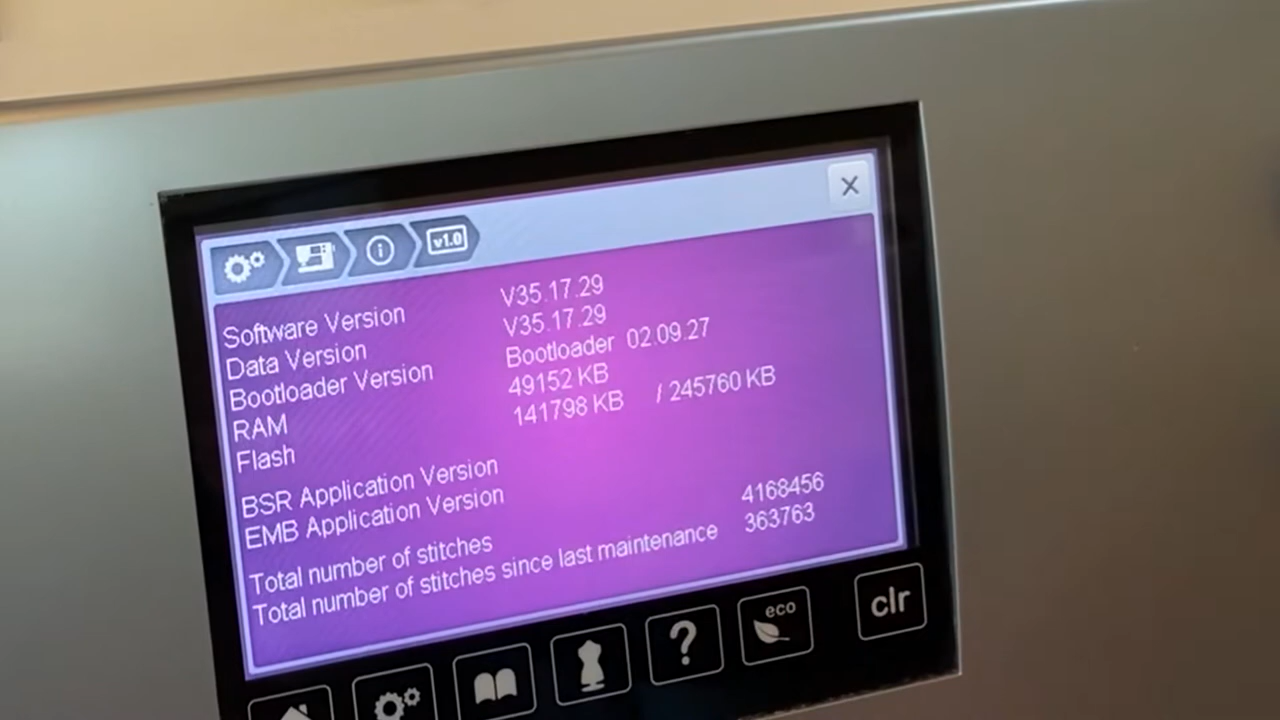 v1.0
Software Version V35.17.29
Data Version V35.17.29
Bootloader Version Bootloader 02.09.27
RAM 49152 KB
Flash 141798 KB / 245760 KB
BSR Application Version
EMB Application Version
Total number of stitches 4168456
Total number of stitches since last maintenance 363763
? eco clr